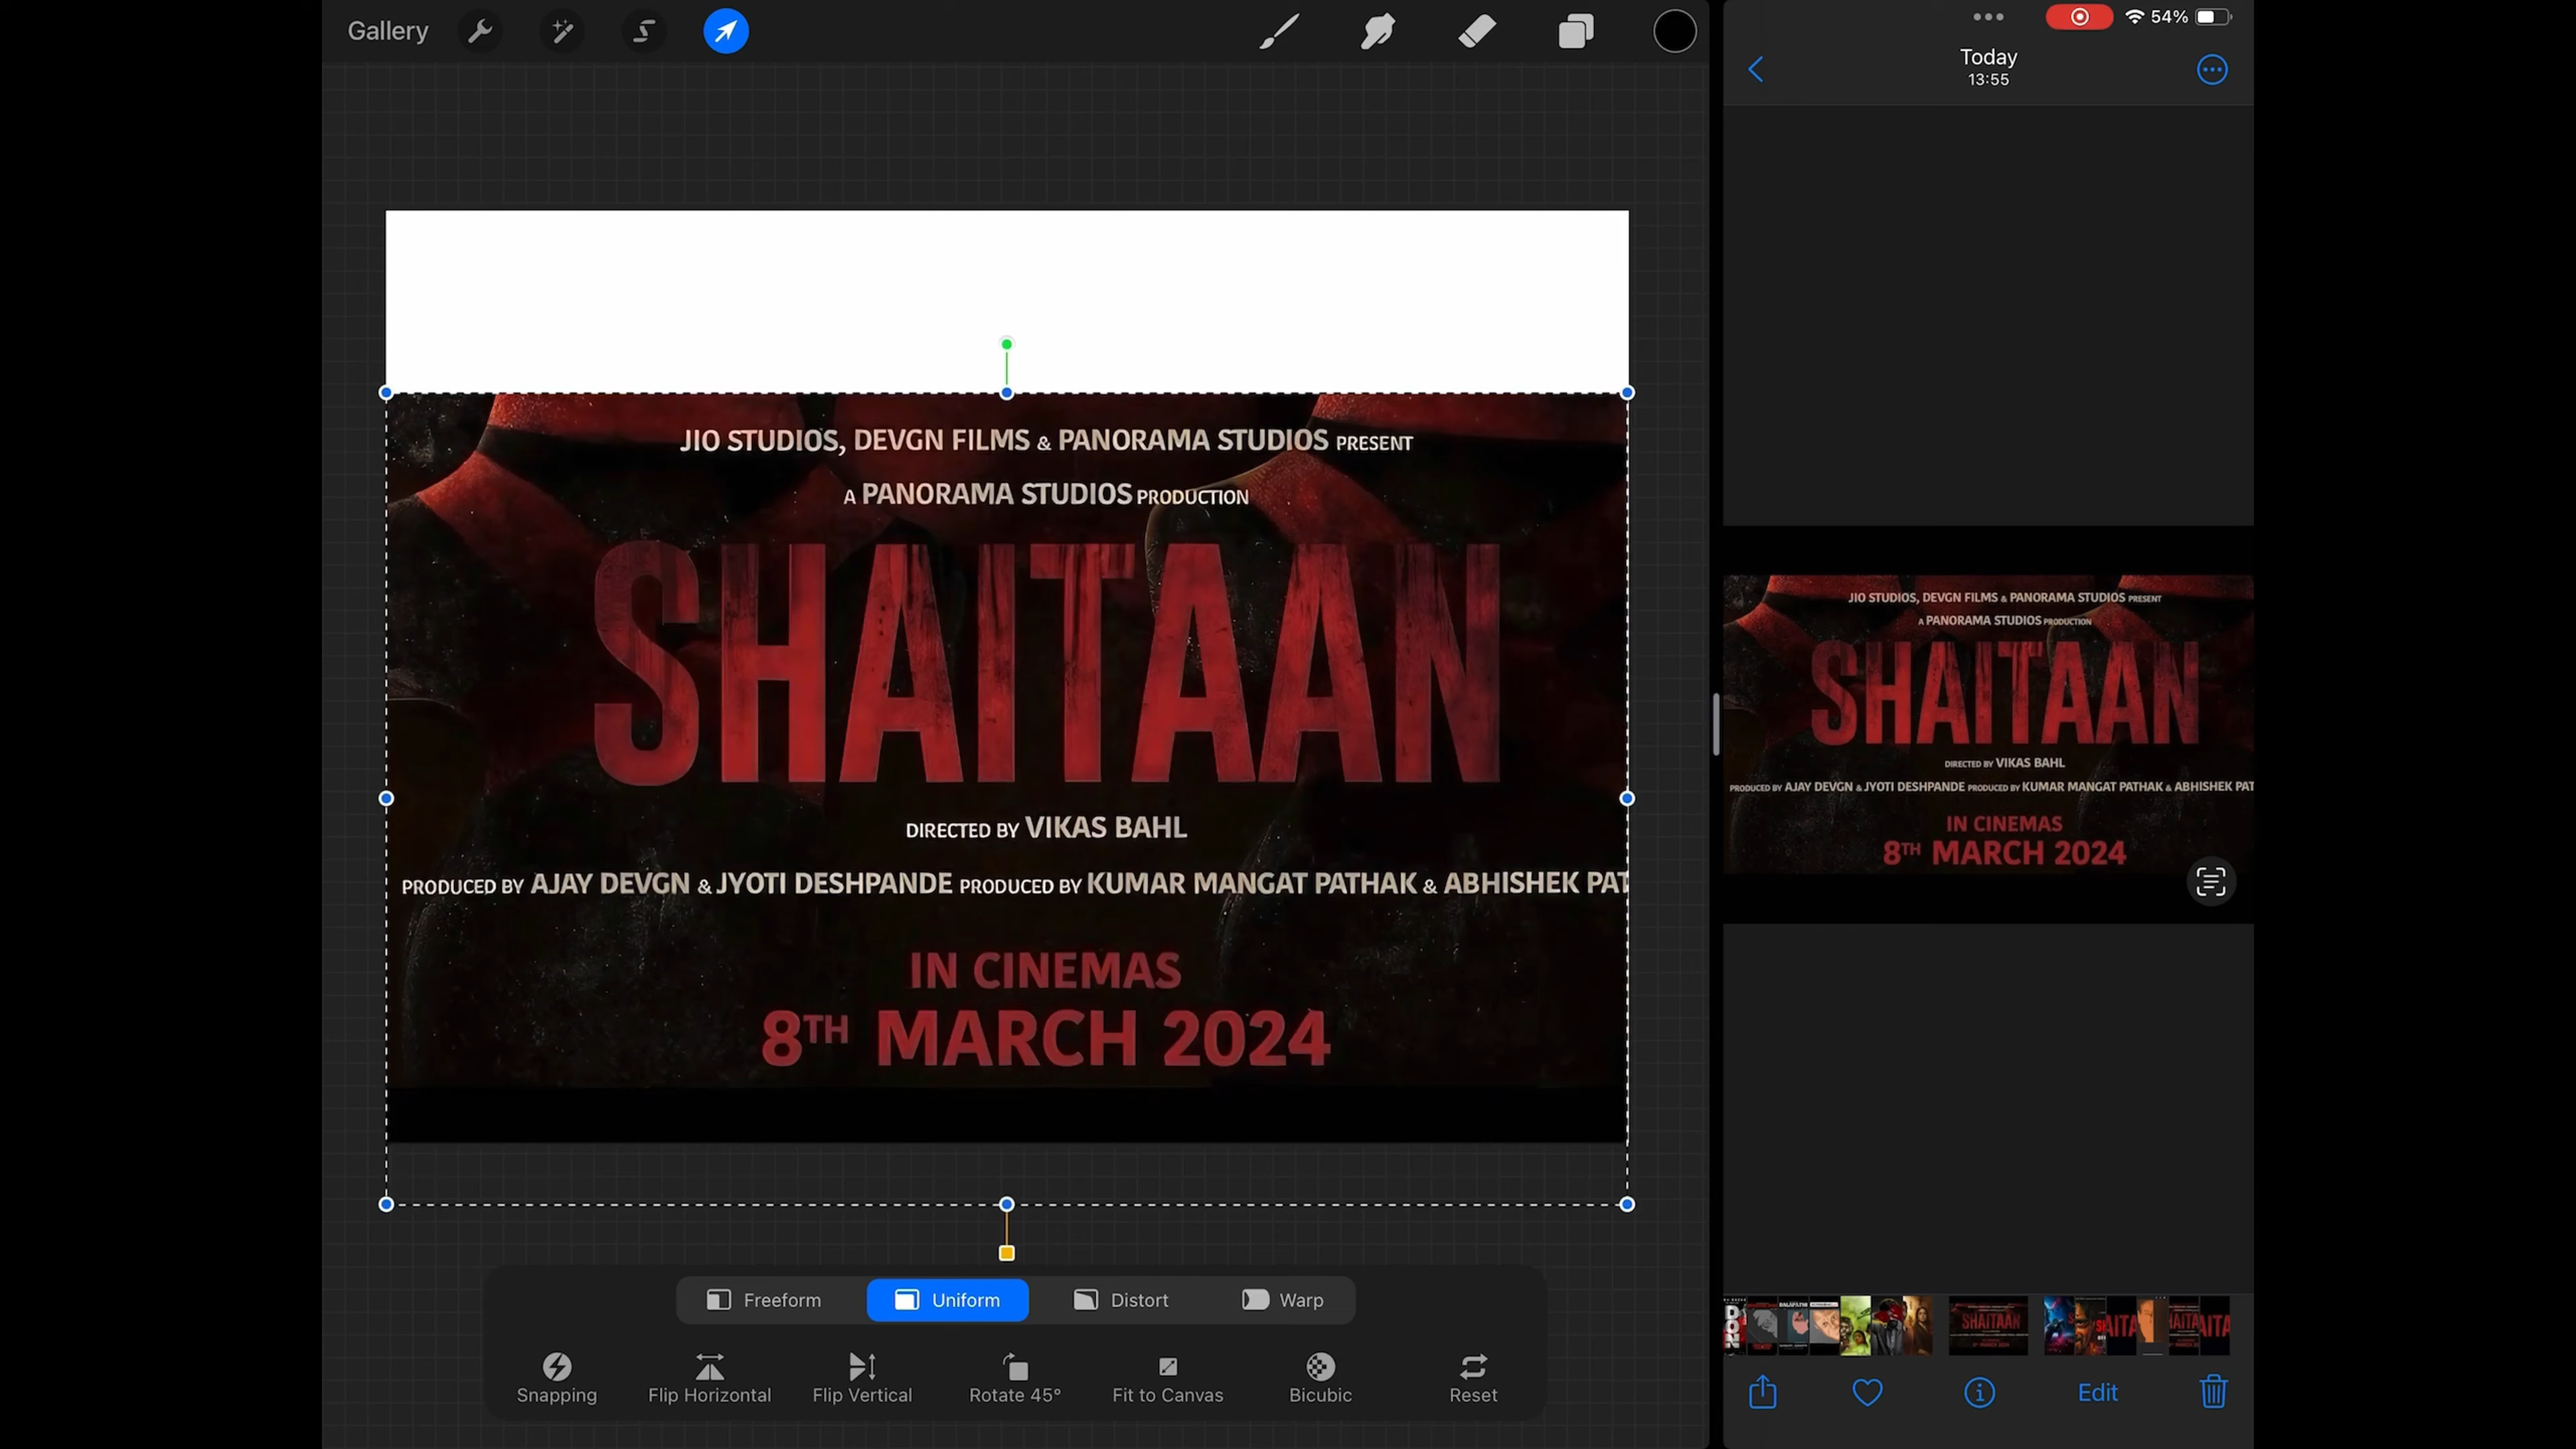 Gallery
JIO STUDIOS, DEVGN FILMS & PANORAMA STUDIOS PRESENT
A PANORAMA STUDIOS PRODUCTION
SHAITAAN
DIRECTED BY VIKAS BAHL
PRODUCED BY AJAY DEVGN & JYOTI DESHPANDE PRODUCED BY KUMAR MANGAT PATHAK & ABHISHEK PAT
IN CINEMAS
8TH MARCH 2024
Freeform Uniform Distort Warp
Snapping Flip Horizontal Flip Vertical Rotate 45° Fit to Canvas Bicubic Reset
54%
Today
13:55
JIO STUDIOS, DEVGN FILMS & PANORAMA STUDIOS PRESENT
A PANORAMA STUDIOS PRODUCTION
SHAITAAN
DIRECTED BY VIKAS BAHL
PRODUCED BY AJAY DEVGN & JYOTI DESHPANDE PRODUCED BY KUMAR MANGAT PATHAK & ABHISHEK PAT
IN CINEMAS
8TH MARCH 2024
SHAITAAN
Edit